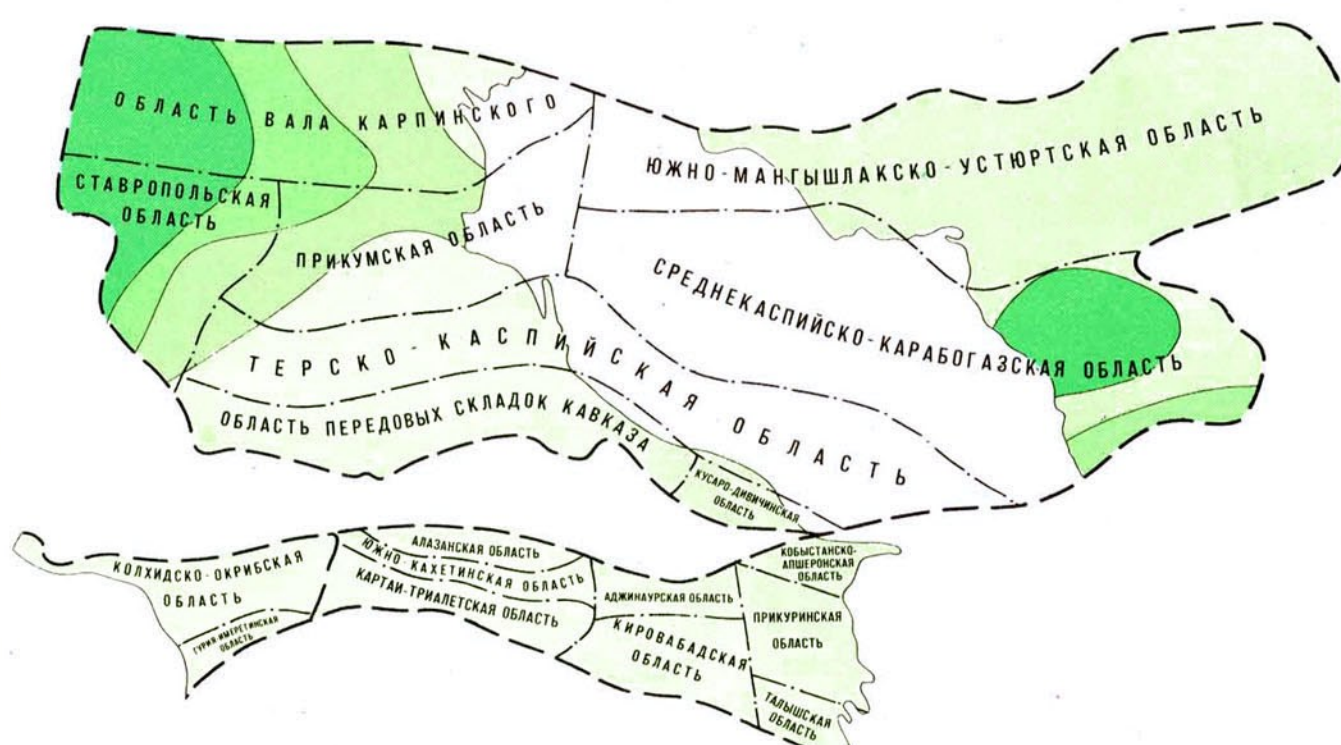 ОБЛАСТЬ ВАЛА КАРПИНСКОГО
ЮЖНО-МАНГЫШЛАКСКО-УСТЮРТСКАЯ ОБЛАСТЬ
СТАВРОПОЛЬСКАЯ
ОБЛАСТЬ
ПРИКУМСКАЯ ОБЛАСТЬ
СРЕДНЕКАСПИЙСКО-КАРАБОГАЗСКАЯ ОБЛАСТЬ
ТЕРСКО-КАСПИЙСКАЯ ОБЛАСТЬ
ОБЛАСТЬ ПЕРЕДОВЫХ СКЛАДОК КАВКАЗА
КУСАРО-ДИВИЧИНСКАЯ
ОБЛАСТЬ
КОЛХИДСКО-ОКРИБСКАЯ
ОБЛАСТЬ
ГУРИЯ ИМЕРЕТИНСКАЯ
ОБЛАСТЬ
АЛАЗАНСКАЯ ОБЛАСТЬ
ЮЖНО-КАХЕТИНСКАЯ ОБЛАСТЬ
КАРТАИ-ТРИАЛЕТСКАЯ ОБЛАСТЬ
АДЖИНАУРСКАЯ ОБЛАСТЬ
КИРОВАБАДСКАЯ
ОБЛАСТЬ
КОБЫСТАНСКО-
АПШЕРОНСКАЯ
ОБЛАСТЬ
ПРИКУРИНСКАЯ
ОБЛАСТЬ
ТАЛЫШСКАЯ
ОБЛАСТЬ